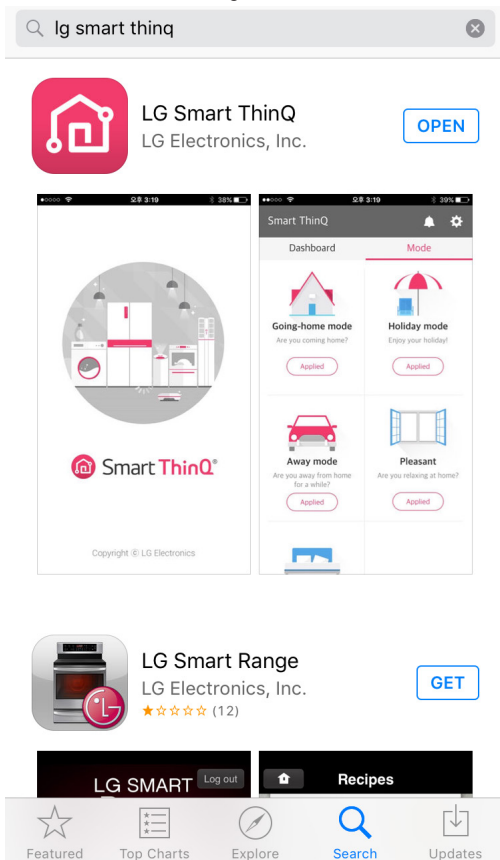 lg smart thinq
LG Smart ThinQ
LG Electronics, Inc.
OPEN
오후 3:19
38%
Smart ThinQ®
Copyright ⓒ LG Electronics
오후 3:19
39%
Smart ThinQ
Dashboard
Mode
Going-home mode
Are you coming home?
Applied
Holiday mode
Enjoy your holiday!
Applied
Away mode
Are you away from home
for a while?
Applied
Pleasant
Are you relaxing at home?
Applied
LG Smart Range
LG Electronics, Inc.
(12)
GET
LG
LG SMART
Log out
Recipes
Featured
Top Charts
Explore
Search
Updates